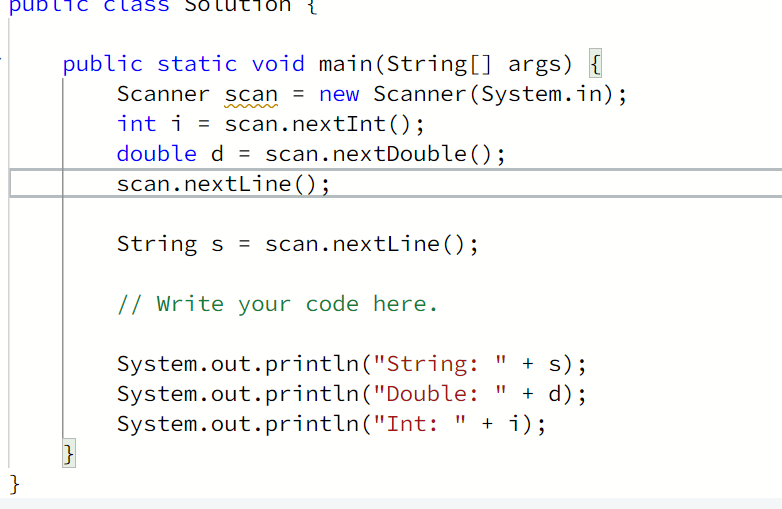 public class Solution {
public static void main(String[] args) {
Scanner scan = new Scanner(System.in);
int i = scan.nextInt();
double d = scan.nextDouble();
scan.nextLine();
String s = scan.nextLine();
// Write your code here.
System.out.println("String: " + s);
System.out.println("Double: " + d);
System.out.println("Int: " + i);
}
}